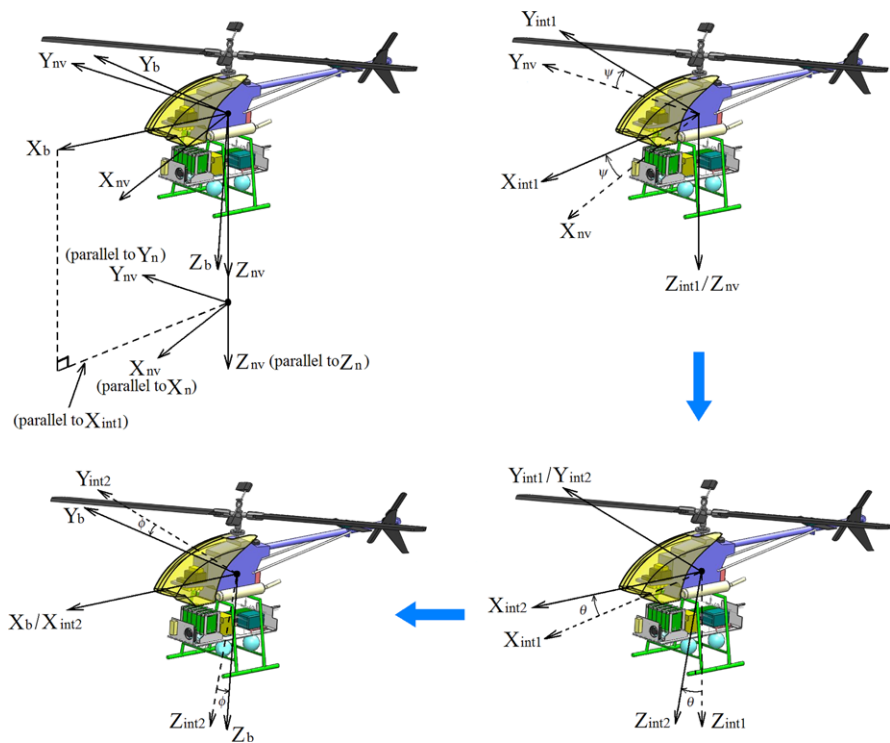 Ynv
Yb
Xb
Xnv
Zb
Znv
(parallel to Yn)
Ynv
Xnv
(parallel to Xn)
Znv (parallel to Zn)
(parallel to Xint1)
Yint1
Ynv
ψ
Xint1
ψ
Xnv
Zint1/Znv
Yint2
Yb
ϕ
Xb/Xint2
Zint2
ϕ
Zb
Yint1/Yint2
Xint2
θ
Xint1
Zint2
θ
Zint1